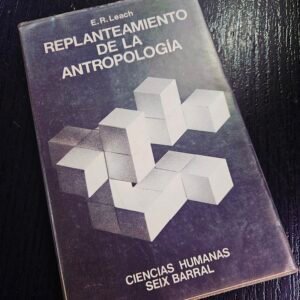 E. R. Leach
REPLANTEAMIENTO
DE LA
ANTROPOLOGÍA
CIENCIAS HUMANAS
SEIX BARRAL